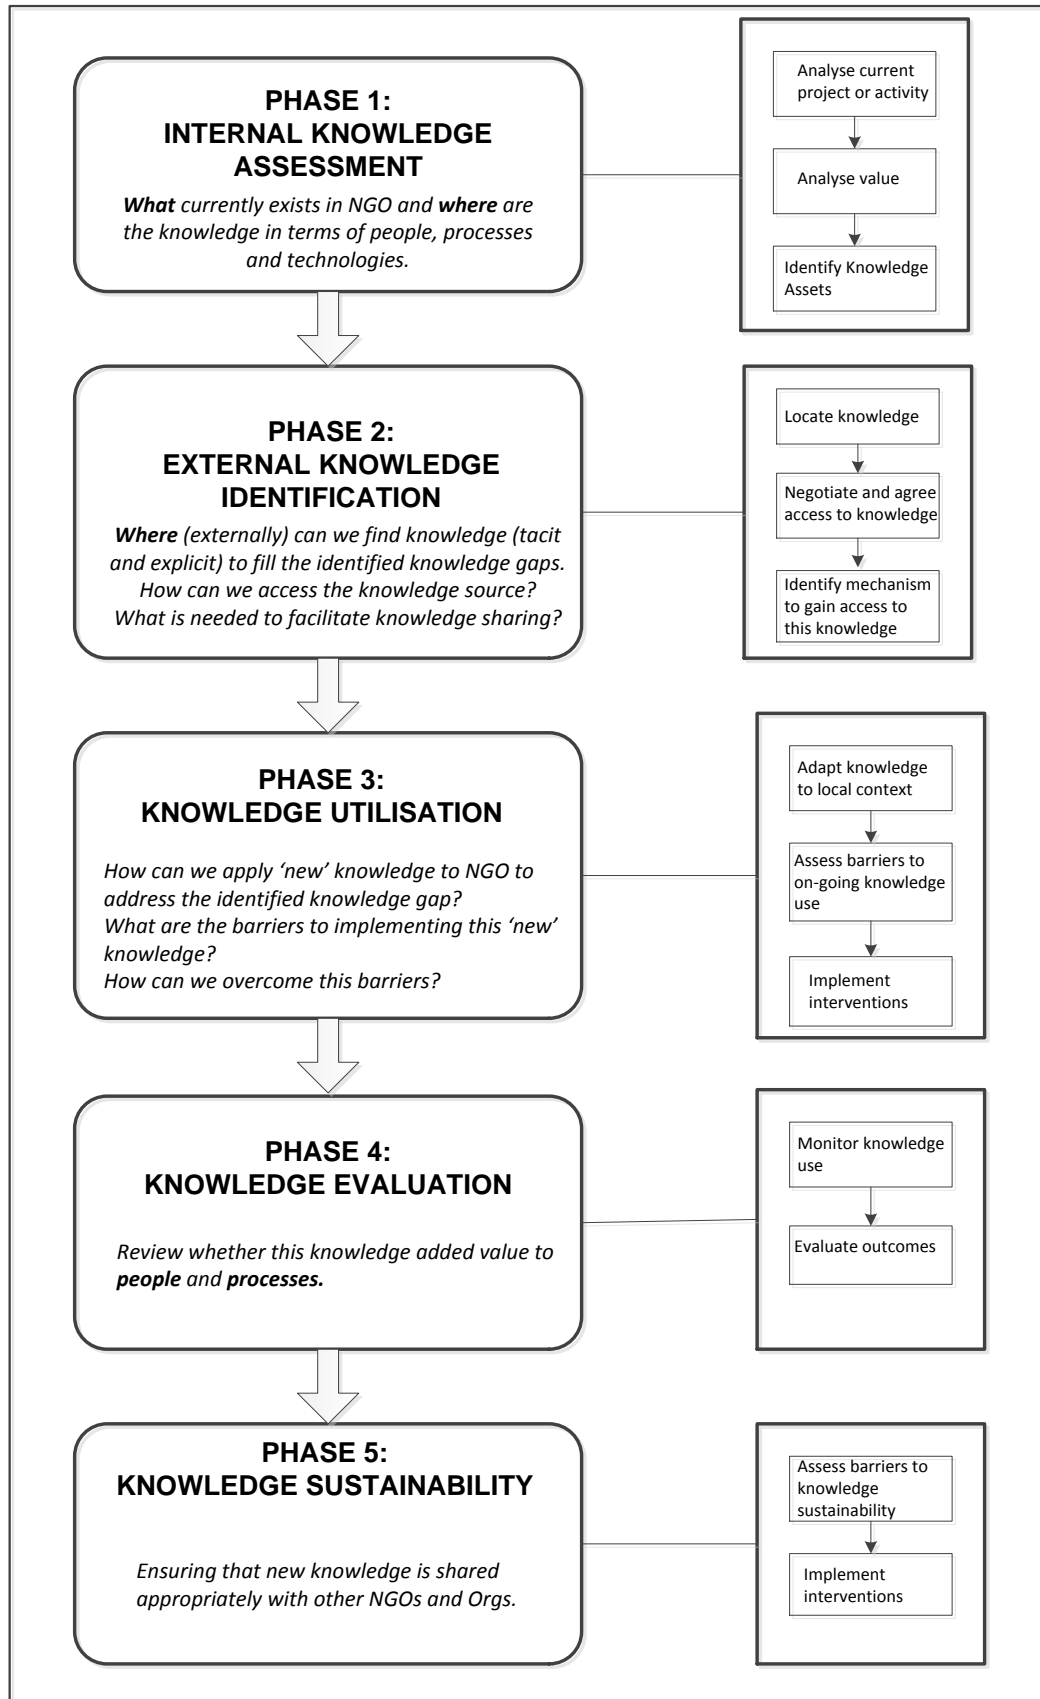 PHASE 1:
INTERNAL KNOWLEDGE
ASSESSMENT
What currently exists in NGO and where are
the knowledge in terms of people, processes
and technologies.
Analyse current
project or activity
Analyse value
Identify Knowledge
Assets
PHASE 2:
EXTERNAL KNOWLEDGE
IDENTIFICATION
Where (externally) can we find knowledge (tacit
and explicit) to fill the identified knowledge gaps.
How can we access the knowledge source?
What is needed to facilitate knowledge sharing?
Locate knowledge
Negotiate and agree
access to knowledge
Identify mechanism
to gain access to
this knowledge
PHASE 3:
KNOWLEDGE UTILISATION
How can we apply ‘new’ knowledge to NGO to
address the identified knowledge gap?
What are the barriers to implementing this ‘new’
knowledge?
How can we overcome this barriers?
Adapt knowledge
to local context
Assess barriers to
on-going knowledge
use
Implement
interventions
PHASE 4:
KNOWLEDGE EVALUATION
Review whether this knowledge added value to
people and processes.
Monitor knowledge
use
Evaluate outcomes
PHASE 5:
KNOWLEDGE SUSTAINABILITY
Ensuring that new knowledge is shared
appropriately with other NGOs and Orgs.
Assess barriers to
knowledge
sustainability
Implement
interventions